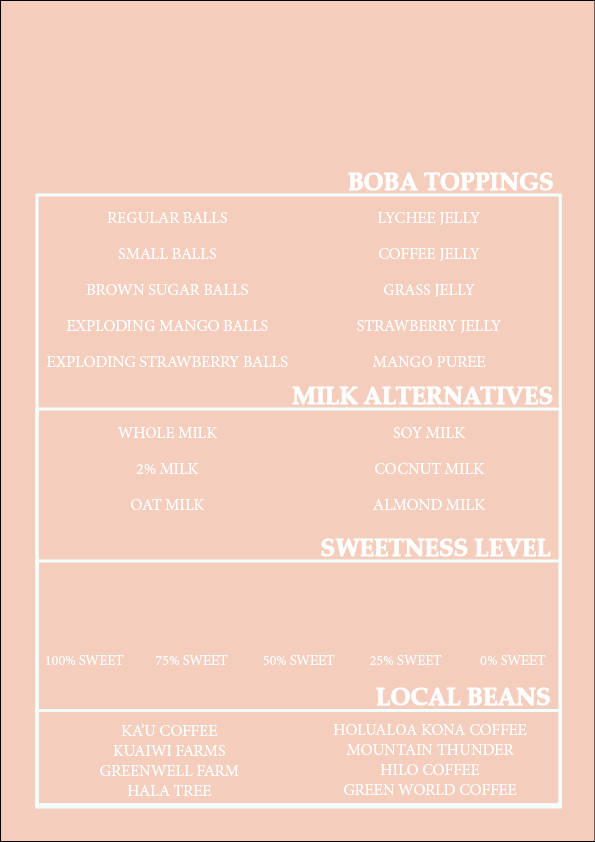 BOBA TOPPINGS
REGULAR BALLS LYCHEE JELLY
SMALL BALLS COFFEE JELLY
BROWN SUGAR BALLS GRASS JELLY
EXPLODING MANGO BALLS STRAWBERRY JELLY
EXPLODING STRAWBERRY BALLS MANGO PUREE
MILK ALTERNATIVES
WHOLE MILK SOY MILK
2% MILK COCNUT MILK
OAT MILK ALMOND MILK
SWEETNESS LEVEL
100% SWEET 75% SWEET 50% SWEET 25% SWEET 0% SWEET
LOCAL BEANS
KA'U COFFEE HOLUALOA KONA COFFEE
KUAIWI FARMS MOUNTAIN THUNDER
GREENWELL FARM HILO COFFEE
HALA TREE GREEN WORLD COFFEE